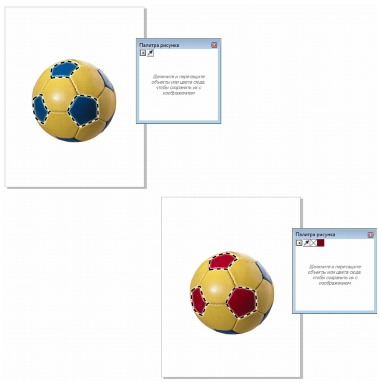 Палитра рисунка
Щелкните и перетащите
объекты или цвета сюда,
чтобы сохранить их с
изображением
Палитра рисунка
Щелкните и перетащите
объекты или цвета сюда,
чтобы сохранить их с
изображением